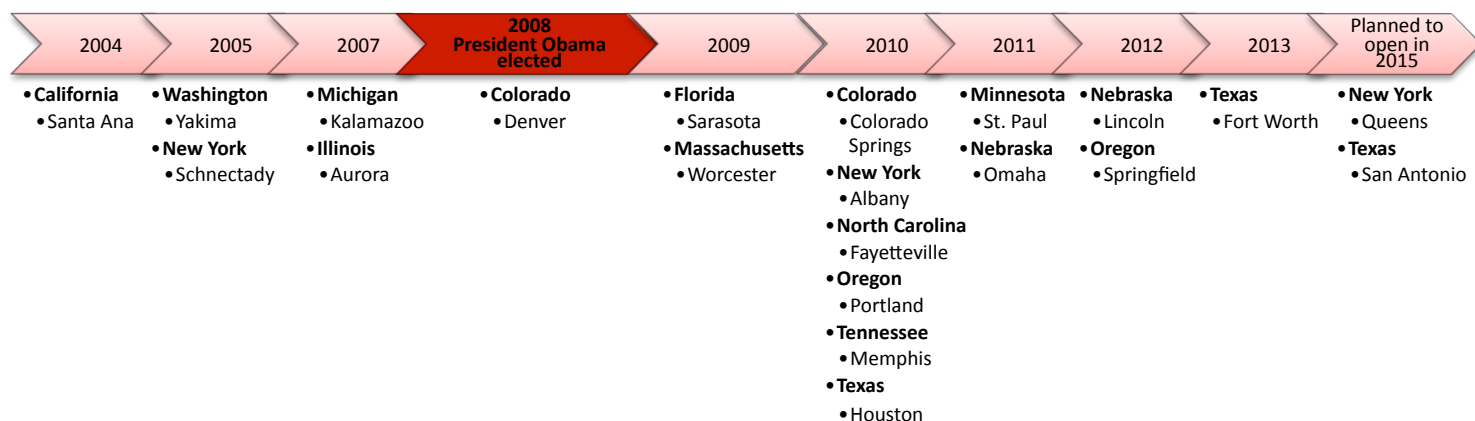 2004
2005
2007
2008
President Obama
elected
2009
2010
2011
2012
2013
Planned to
open in
2015
•California
•Santa Ana
•Washington
•Yakima
•New York
•Schnectady
•Michigan
•Kalamazoo
•Illinois
•Aurora
•Colorado
•Denver
•Florida
•Sarasota
•Massachusetts
•Worcester
•Colorado
•Colorado
Springs
•New York
•Albany
•North Carolina
•Fayetteville
•Oregon
•Portland
•Tennessee
•Memphis
•Texas
•Houston
•Minnesota
•St. Paul
•Nebraska
•Omaha
•Nebraska
•Lincoln
•Oregon
•Springfield
•Texas
•Fort Worth
•New York
•Queens
•Texas
•San Antonio